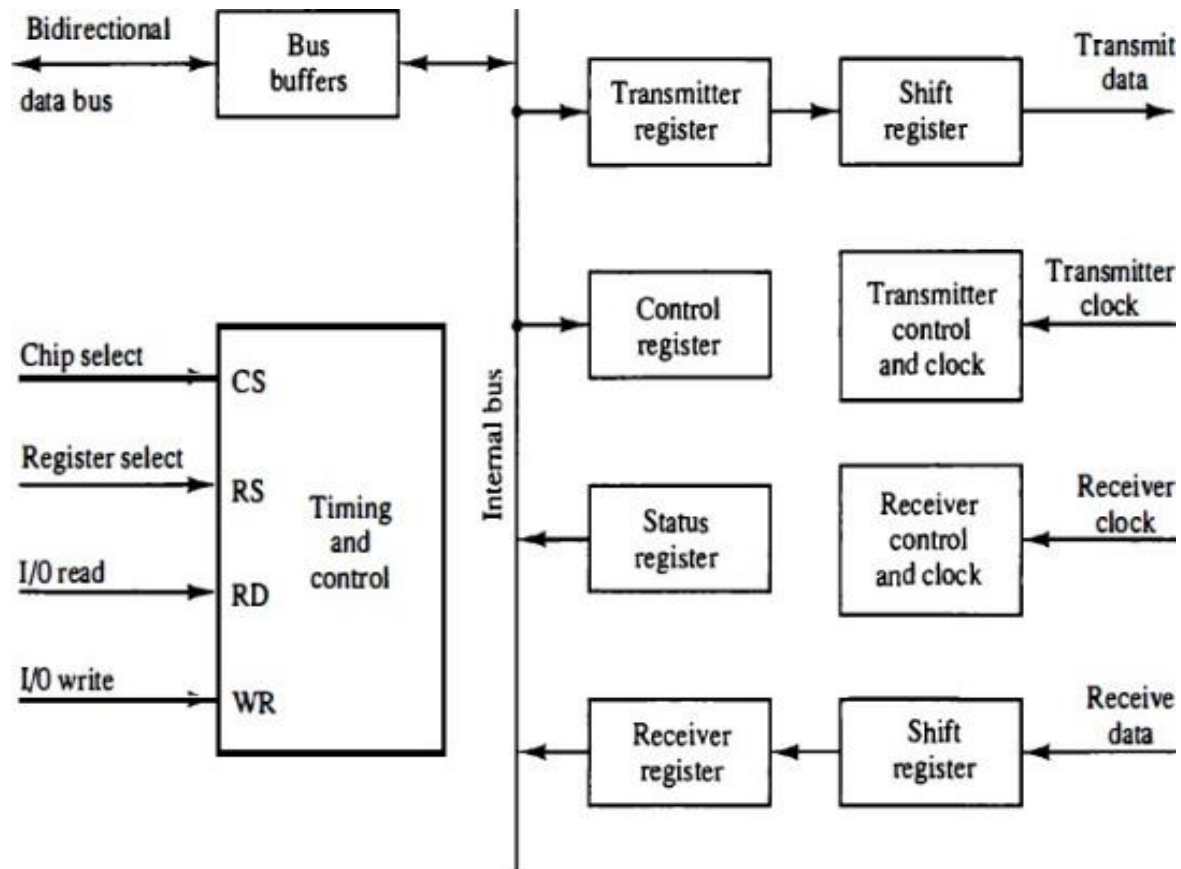 Bidirectional
data bus
Bus
buffers
Transmitter
register
Shift
register
Transmit
data
Control
register
Transmitter
control
and clock
Transmitter
clock
Chip select
CS
Register select
RS
I/O read
RD
I/O write
WR
Timing
and
control
Internal bus
Status
register
Receiver
control
and clock
Receiver
clock
Receiver
register
Shift
register
Receive
data